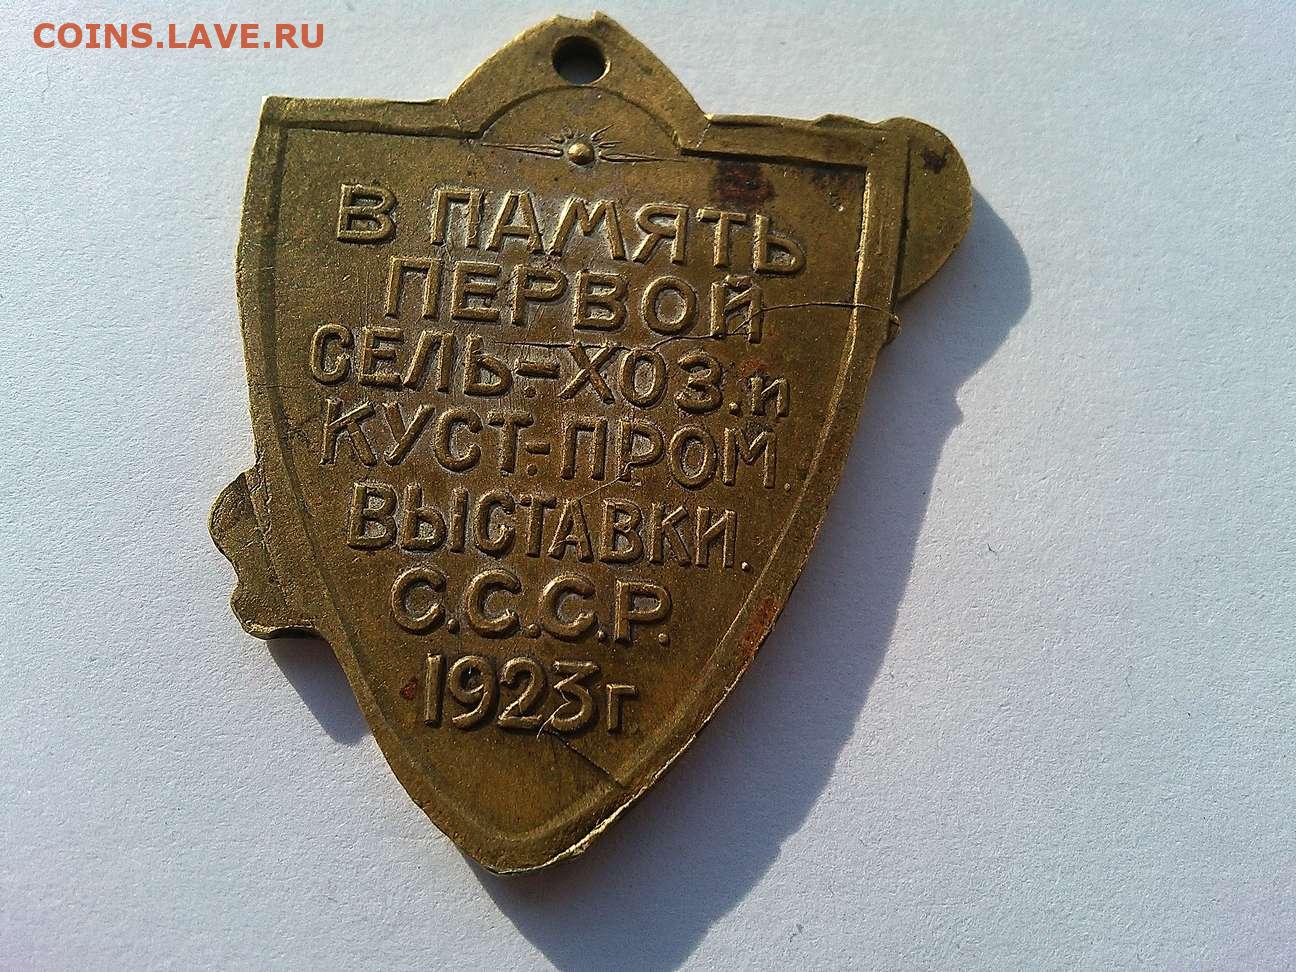 COINS.LAVE.RU
В ПАМЯТЬ
ПЕРВОЙ
СЕЛЬ.-ХОЗ. и
КУСТ.-ПРОМ.
ВЫСТАВКИ.
С.С.С.Р.
1923г